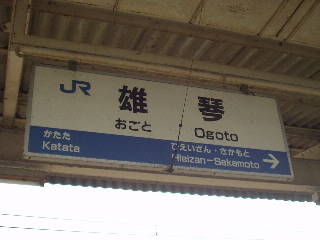 JR
雄琴
おごと Ogoto
かたた
Katata
ひえいざん・さかもと
Hieizan−Sakamoto